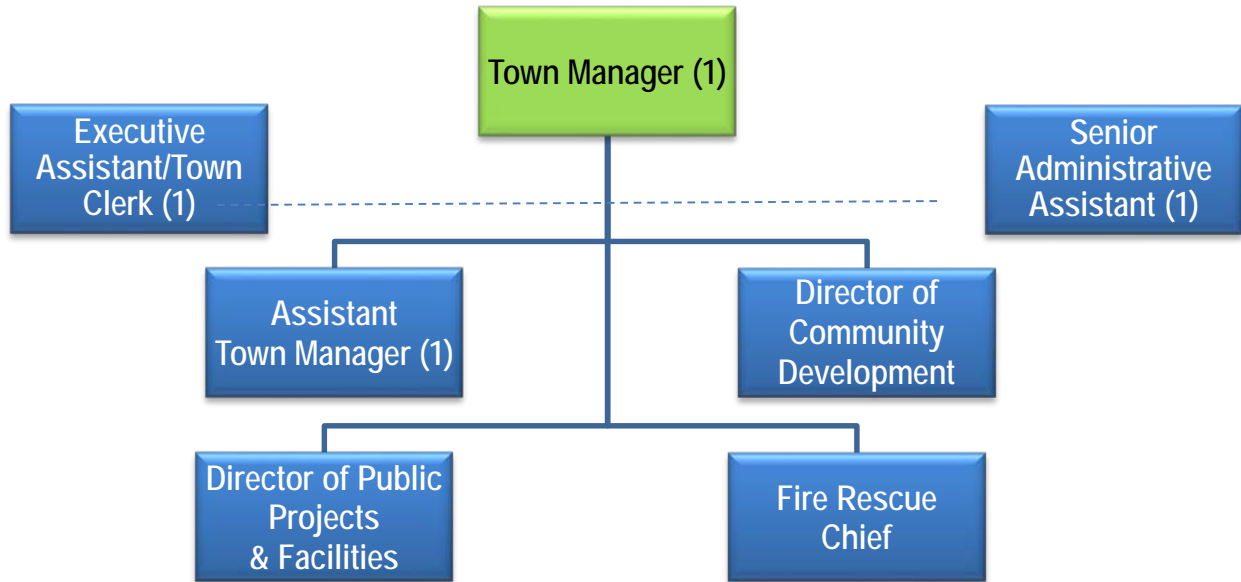 Town Manager (1)
Executive
Assistant/Town
Clerk (1)
Senior
Administrative
Assistant (1)
Assistant
Town Manager (1)
Director of
Community
Development
Director of Public
Projects
& Facilities
Fire Rescue
Chief